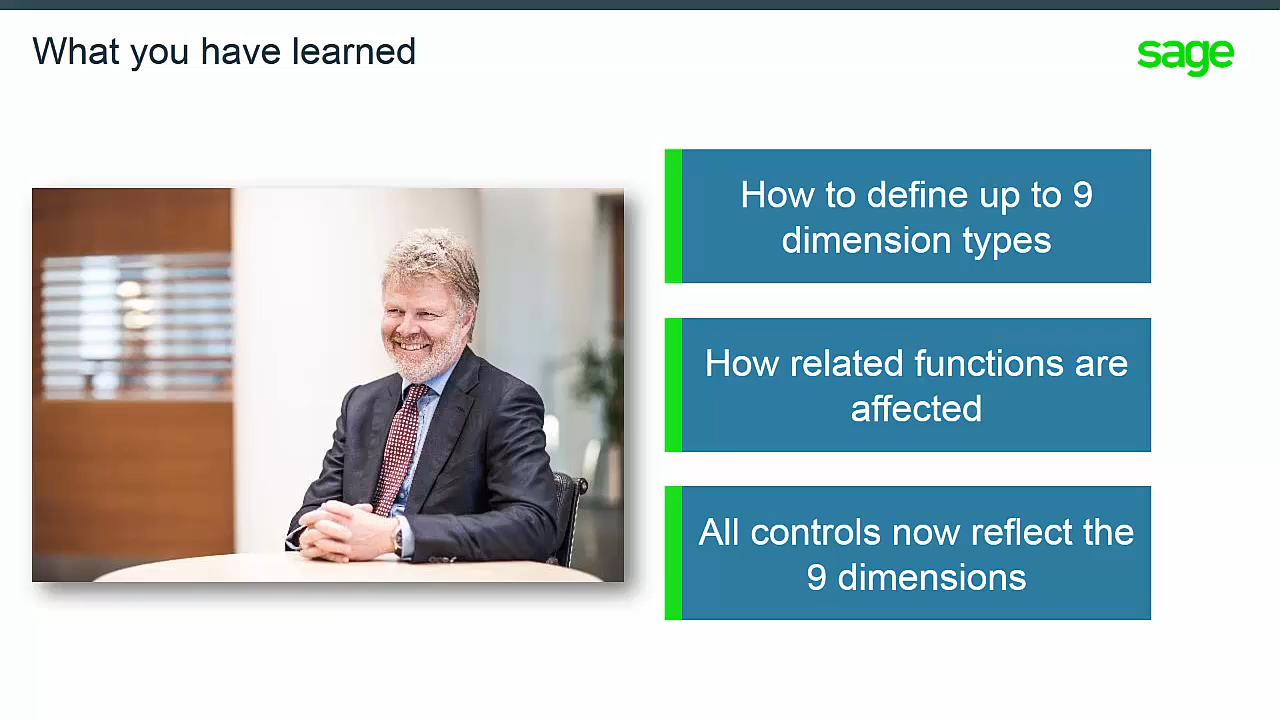 What you have learned
sage
How to define up to 9
dimension types
How related functions are
affected
All controls now reflect the
9 dimensions